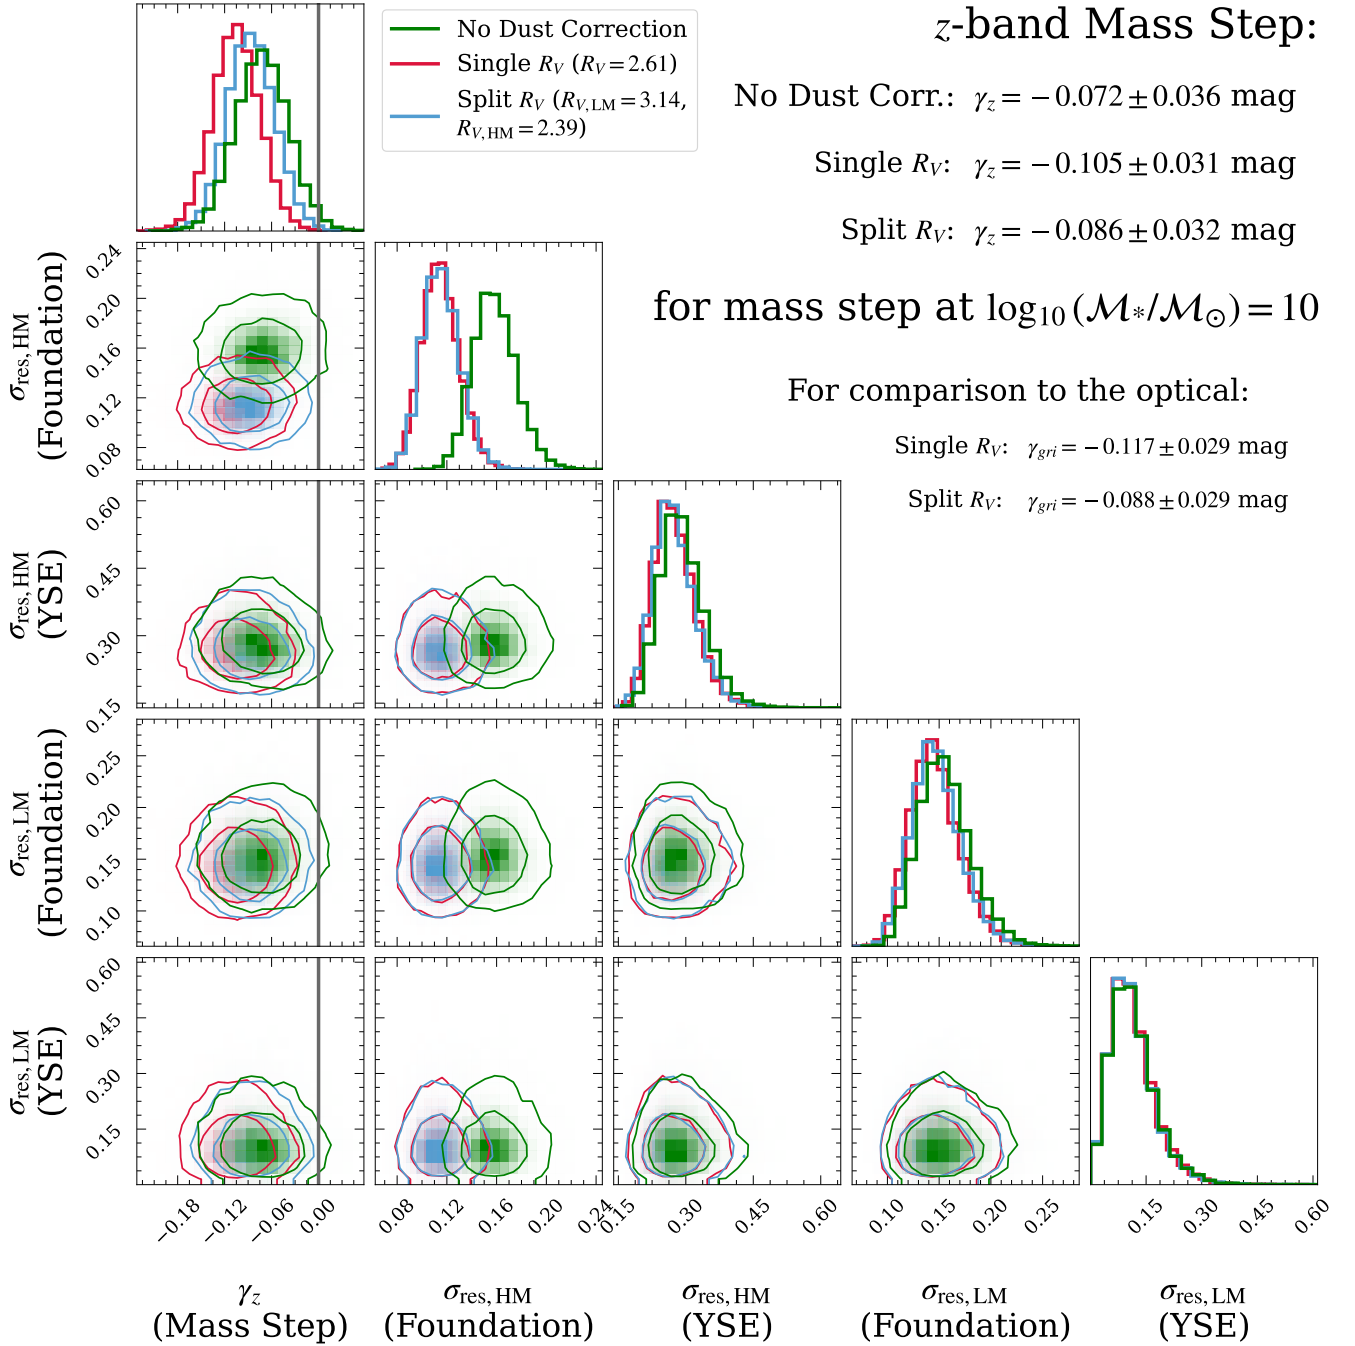 No Dust Correction
Single R_V (R_V = 2.61)
Split R_V (R_V,LM = 3.14,
R_V,HM = 2.39)
z-band Mass Step:
No Dust Corr.: γ_z = −0.072 ± 0.036 mag
Single R_V: γ_z = −0.105 ± 0.031 mag
Split R_V: γ_z = −0.086 ± 0.032 mag
for mass step at log₁₀(ℳ*/ℳ⊙) = 10
For comparison to the optical:
Single R_V: γ_gri = −0.117 ± 0.029 mag
Split R_V: γ_gri = −0.088 ± 0.029 mag
σ_res,HM
(Foundation)
0.24
0.20
0.16
0.12
0.08
σ_res,HM
(YSE)
0.60
0.45
0.30
0.15
σ_res,LM
(Foundation)
0.25
0.20
0.15
0.10
σ_res,LM
(YSE)
0.60
0.45
0.30
0.15
−0.18 −0.12 −0.06 0.00
0.08 0.12 0.16 0.20 0.24
0.15 0.30 0.45 0.60
0.10 0.15 0.20 0.25
0.15 0.30 0.45 0.60
γ_z
(Mass Step)
σ_res,HM
(Foundation)
σ_res,HM
(YSE)
σ_res,LM
(Foundation)
σ_res,LM
(YSE)